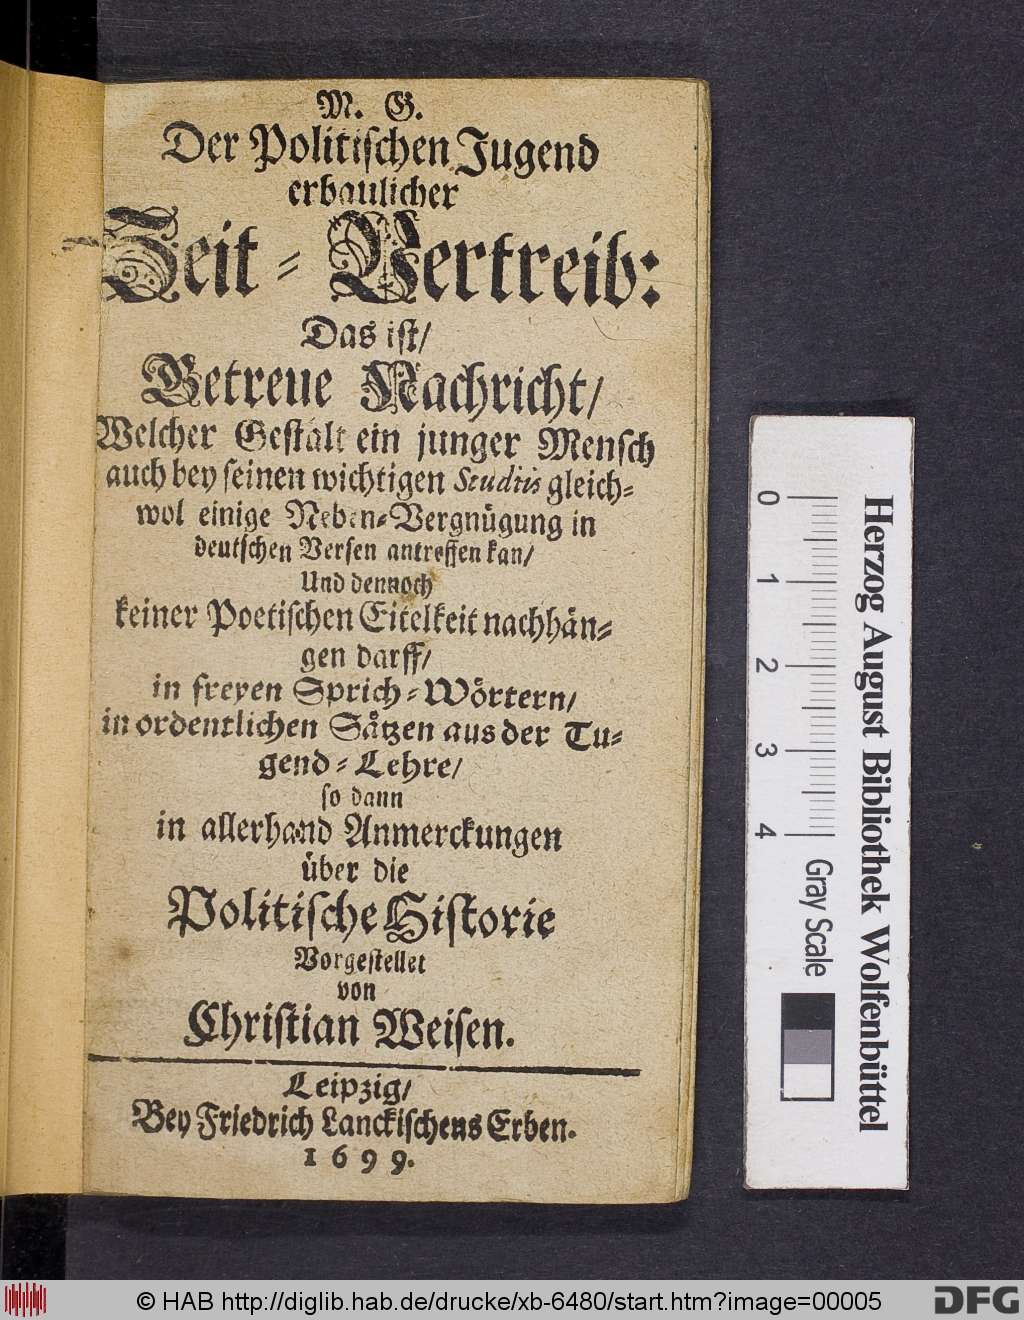 M. G.
Der Politiſchen Jugend
erbaulicher
Zeit-Vertreib:
Das iſt/
Getreue Nachricht/
Welcher Geſtalt ein junger Menſch
auch bey ſeinen wichtigen Studiis gleich-
wol einige Neben-Vergnügung in
deutſchen Verſen antreffen kan/
Und dennoch
keiner Poetiſchen Eitelkeit nachhän-
gen darff/
in freyen Sprich-Wörtern/
in ordentlichen Såtzen aus der Tu-
gend-Lehre/
ſo dann
in allerhand Anmerckungen
über die
Politiſche Hiſtorie
Vorgeſtellet
von
Chriſtian Weiſen.
Leipzig/
Bey Friedrich Lanckiſchens Erben.
1699.
0 1 2 3 4 Gray Scale
Herzog August Bibliothek Wolfenbüttel
© HAB http://diglib.hab.de/drucke/xb-6480/start.htm?image=00005
DFG